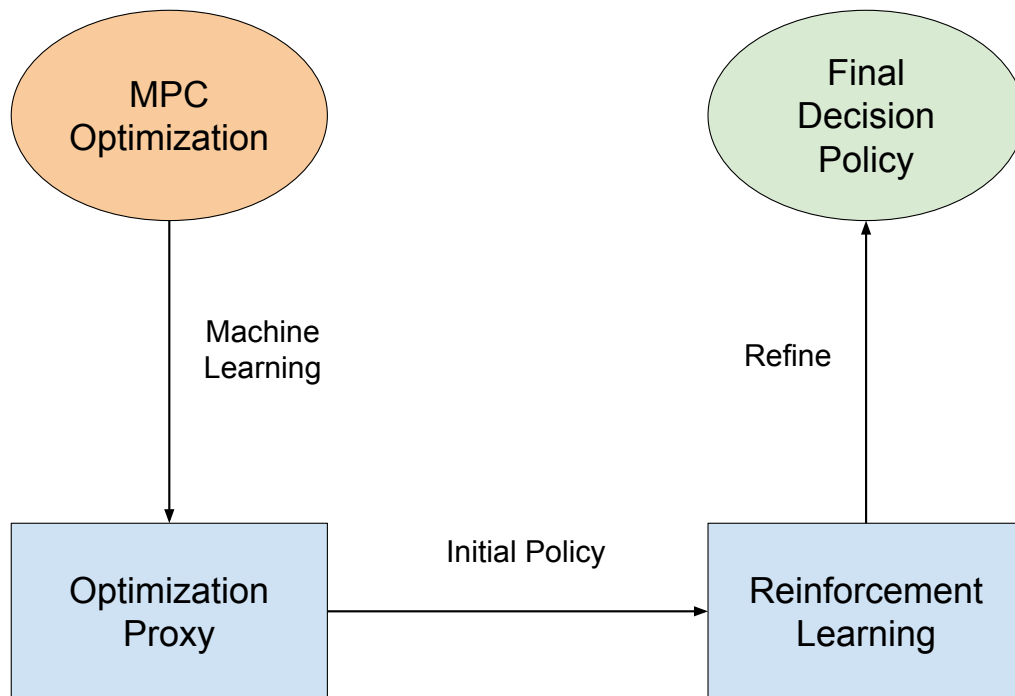 MPC
Optimization
Final
Decision
Policy
Machine
Learning
Refine
Initial Policy
Optimization
Proxy
Reinforcement
Learning